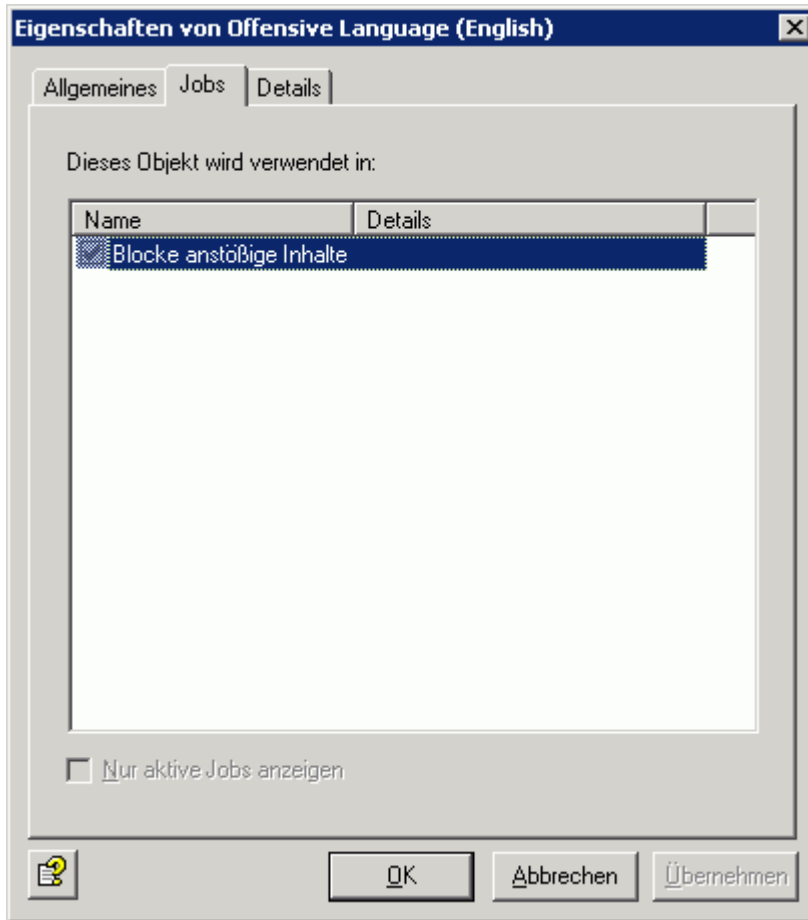 Eigenschaften von Offensive Language (English)
Allgemeines Jobs Details
Dieses Objekt wird verwendet in:
Name Details
Blocke anstößige Inhalte
Nur aktive Jobs anzeigen
OK Abbrechen Übernehmen